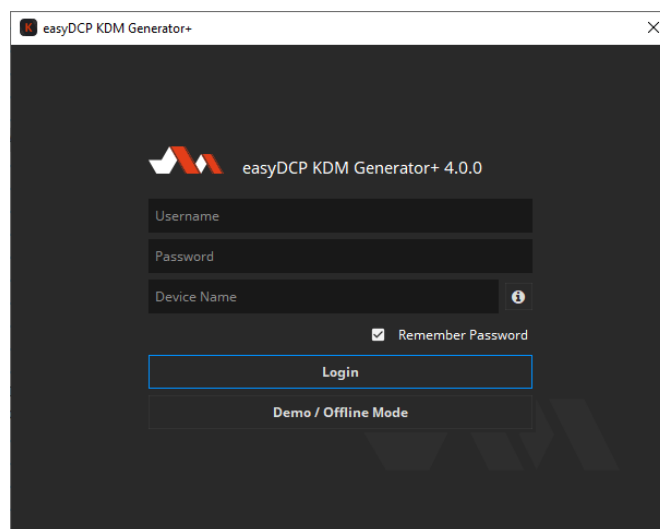 easyDCP KDM Generator+
easyDCP KDM Generator+ 4.0.0
Username
Password
Device Name
Remember Password
Login
Demo / Offline Mode